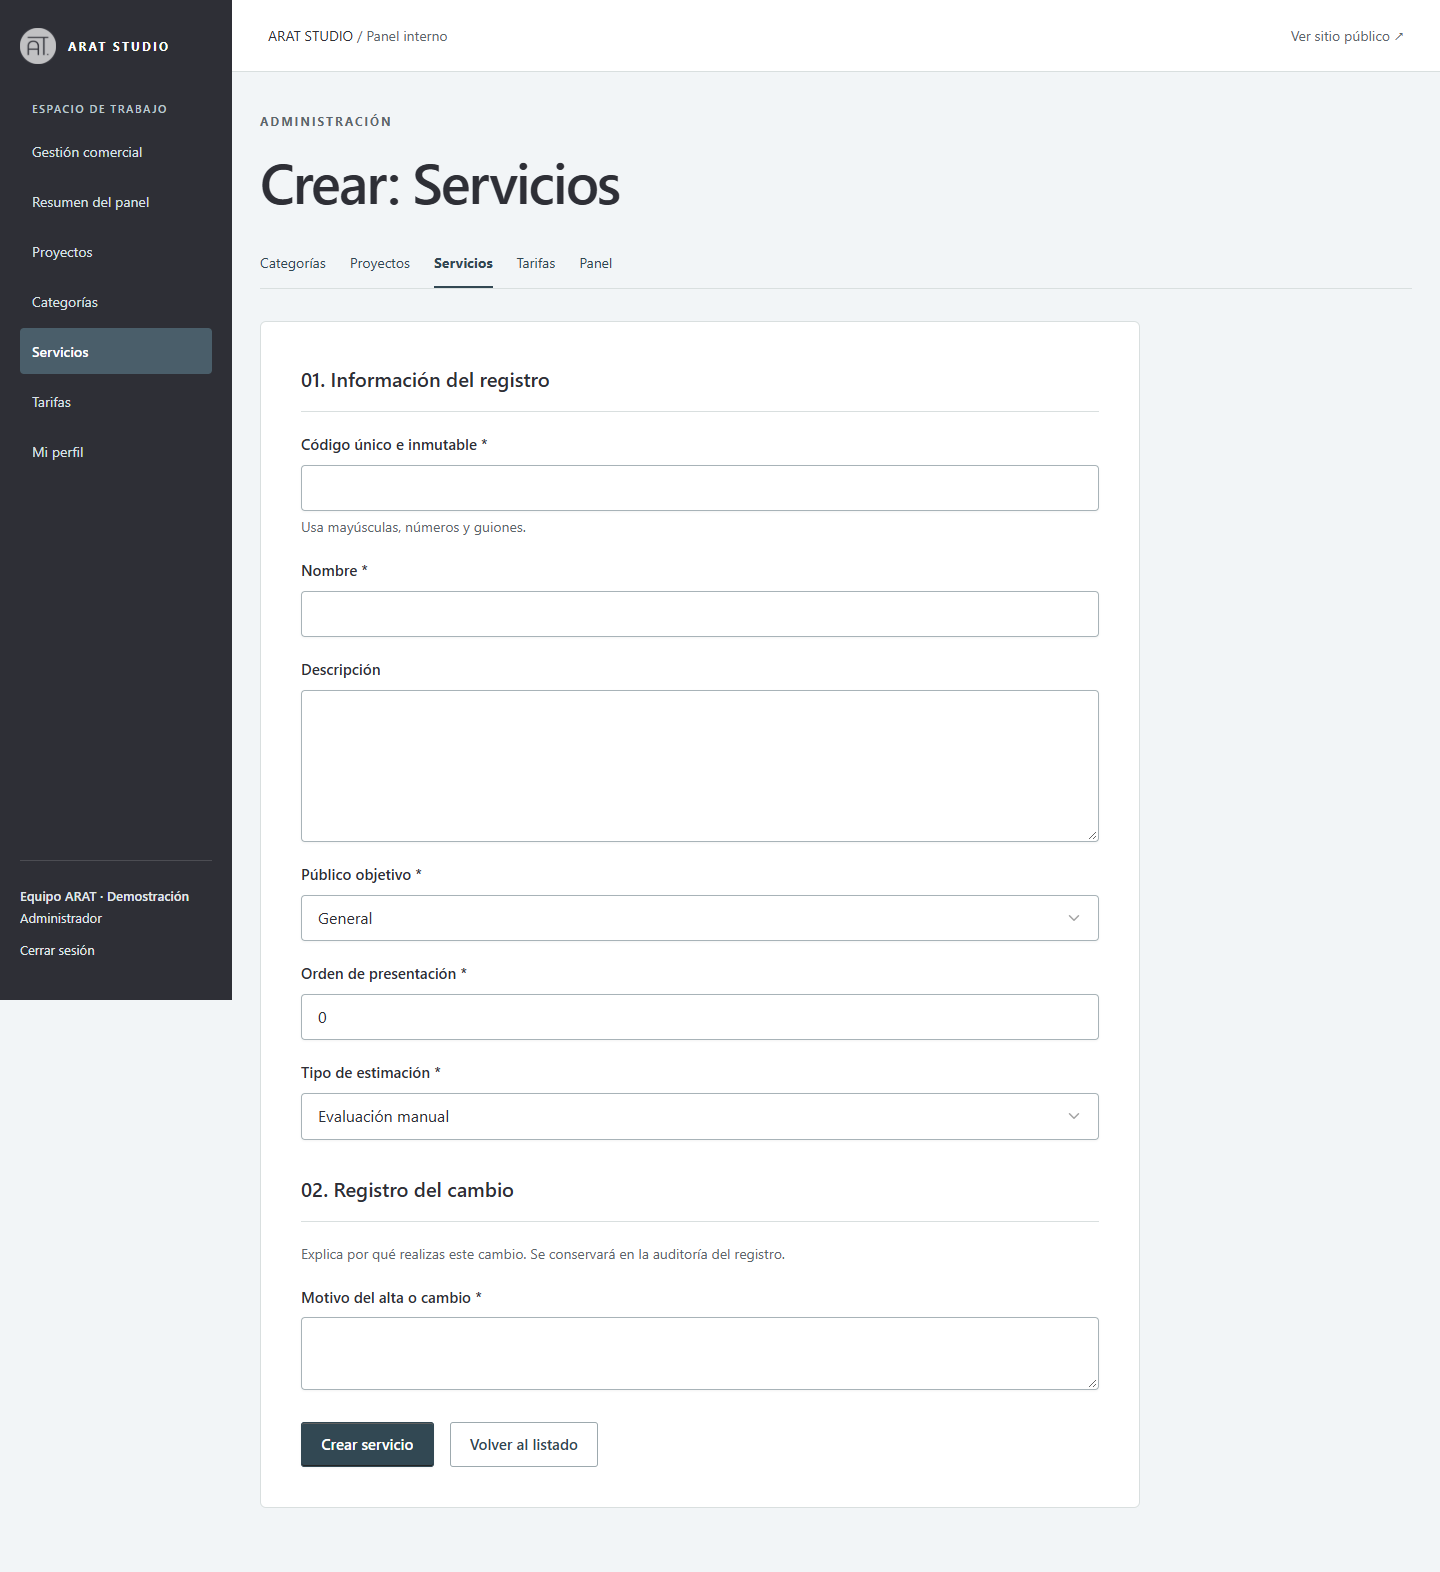 AT.
ARAT STUDIO
ESPACIO DE TRABAJO
Gestión comercial
Resumen del panel
Proyectos
Categorías
Servicios
Tarifas
Mi perfil
Equipo ARAT · Demostración
Administrador
Cerrar sesión
ARAT STUDIO / Panel interno
Ver sitio público ↗
ADMINISTRACIÓN
Crear: Servicios
Categorías Proyectos Servicios Tarifas Panel
01. Información del registro
Código único e inmutable *
Usa mayúsculas, números y guiones.
Nombre *
Descripción
Público objetivo *
General
Orden de presentación *
0
Tipo de estimación *
Evaluación manual
02. Registro del cambio
Explica por qué realizas este cambio. Se conservará en la auditoría del registro.
Motivo del alta o cambio *
Crear servicio Volver al listado